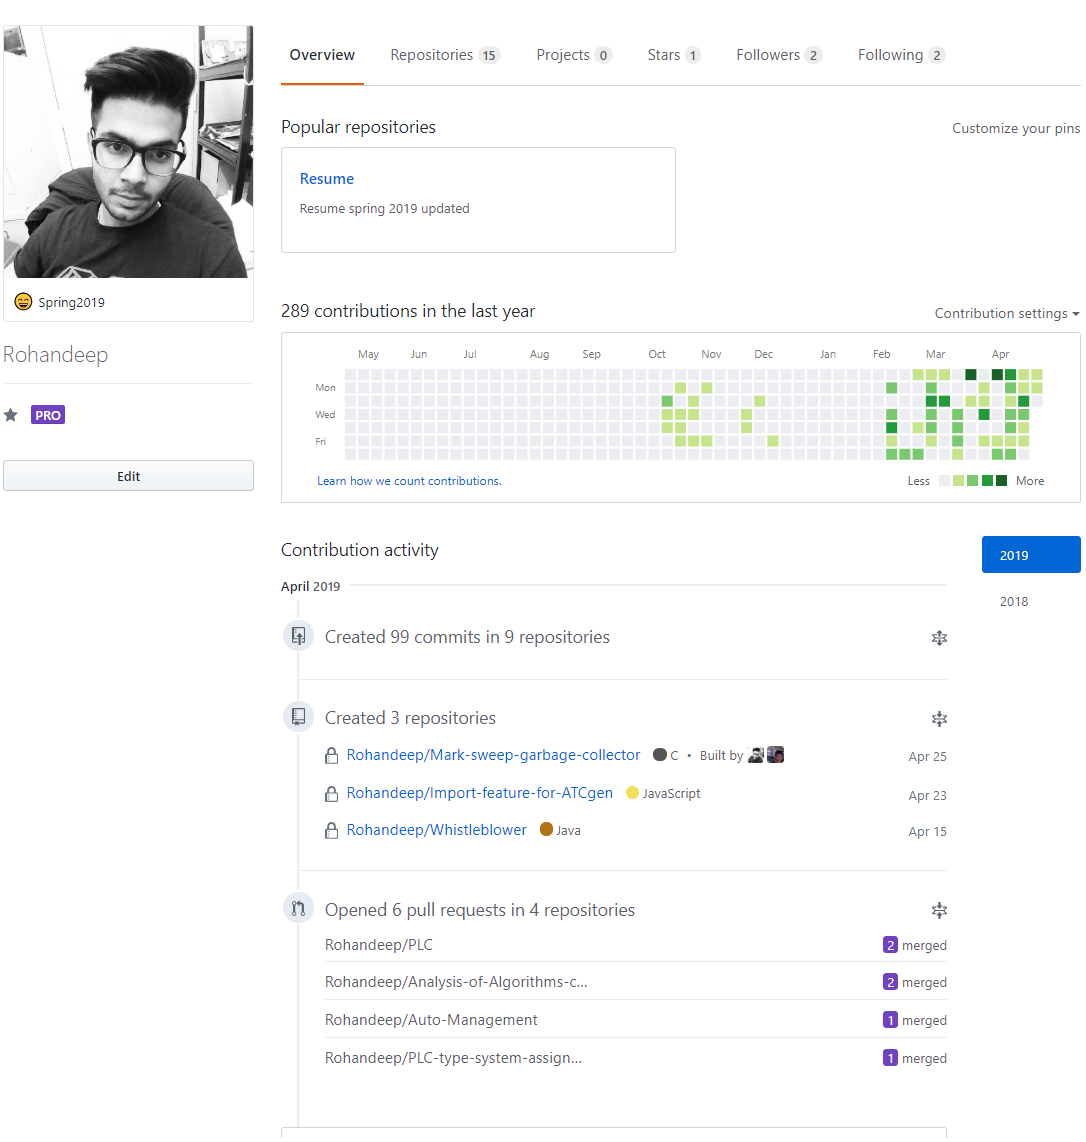 Overview Repositories 15 Projects 0 Stars 1 Followers 2 Following 2
Spring2019
Rohandeep
PRO
Edit
Popular repositories Customize your pins
Resume
Resume spring 2019 updated
289 contributions in the last year Contribution settings
May Jun Jul Aug Sep Oct Nov Dec Jan Feb Mar Apr
Mon
Wed
Fri
Learn how we count contributions. Less More
Contribution activity
2019
2018
April 2019
Created 99 commits in 9 repositories
Created 3 repositories
Rohandeep/Mark-sweep-garbage-collector C • Built by Apr 25
Rohandeep/Import-feature-for-ATCgen JavaScript Apr 23
Rohandeep/Whistleblower Java Apr 15
Opened 6 pull requests in 4 repositories
Rohandeep/PLC 2 merged
Rohandeep/Analysis-of-Algorithms-c... 2 merged
Rohandeep/Auto-Management 1 merged
Rohandeep/PLC-type-system-assign... 1 merged